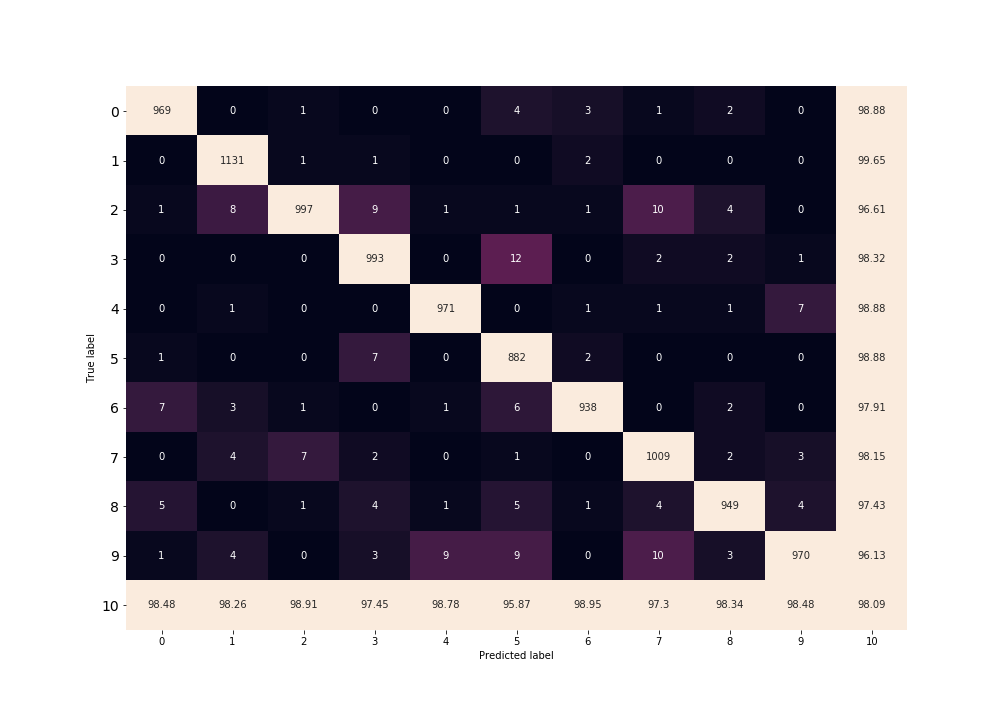 0 969 0 1 0 0 4 3 1 2 0 98.88
1 0 1131 1 1 0 0 2 0 0 0 99.65
2 1 8 997 9 1 1 1 10 4 0 96.61
3 0 0 0 993 0 12 0 2 2 1 98.32
4 0 1 0 0 971 0 1 1 1 7 98.88
True label
5 1 0 0 7 0 882 2 0 0 0 98.88
6 7 3 1 0 1 6 938 0 2 0 97.91
7 0 4 7 2 0 1 0 1009 2 3 98.15
8 5 0 1 4 1 5 1 4 949 4 97.43
9 1 4 0 3 9 9 0 10 3 970 96.13
10 98.48 98.26 98.91 97.45 98.78 95.87 98.95 97.3 98.34 98.48 98.09
0 1 2 3 4 5 6 7 8 9 10
Predicted label